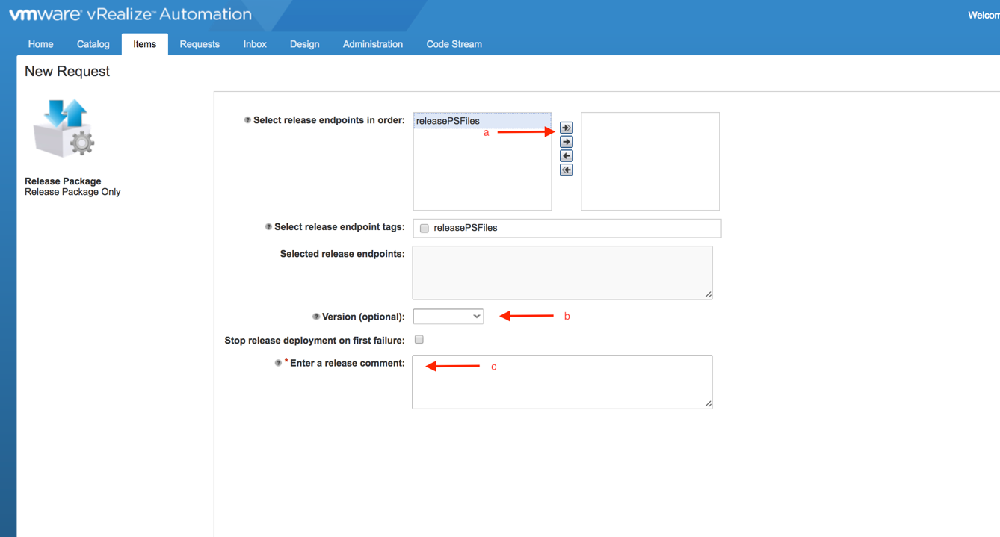 vmware® vRealize™ Automation
Welcom
Home Catalog Items Requests Inbox Design Administration Code Stream
New Request
Release Package
Release Package Only
? Select release endpoints in order: releasePSFiles
a
? Select release endpoint tags: releasePSFiles
Selected release endpoints:
? Version (optional): b
Stop release deployment on first failure:
? * Enter a release comment: c